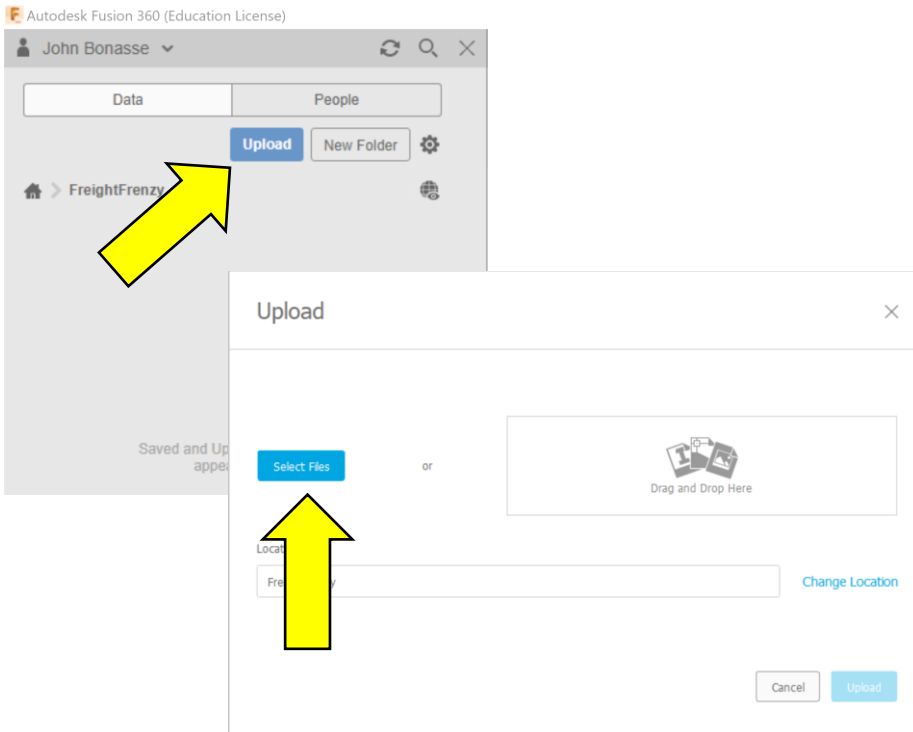 Autodesk Fusion 360 (Education License)
John Bonasse
Data People
Upload New Folder
FreightFrenzy
Upload
Saved and Up
appea
Select Files or
Drag and Drop Here
Locat
Fre y Change Location
Cancel Upload